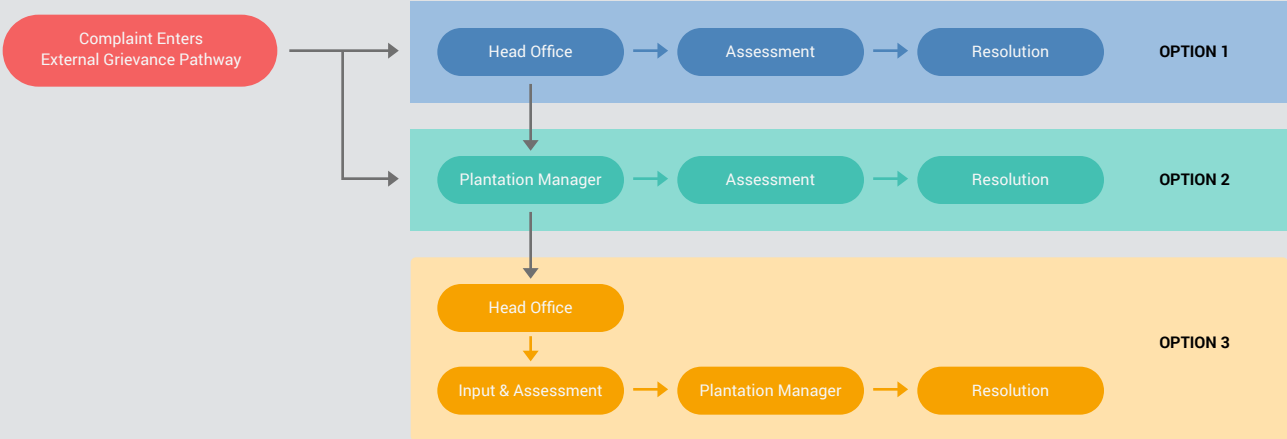 Complaint Enters
External Grievance Pathway
Head Office
Assessment
Resolution
OPTION 1
Plantation Manager
Assessment
Resolution
OPTION 2
Head Office
OPTION 3
Input & Assessment
Plantation Manager
Resolution